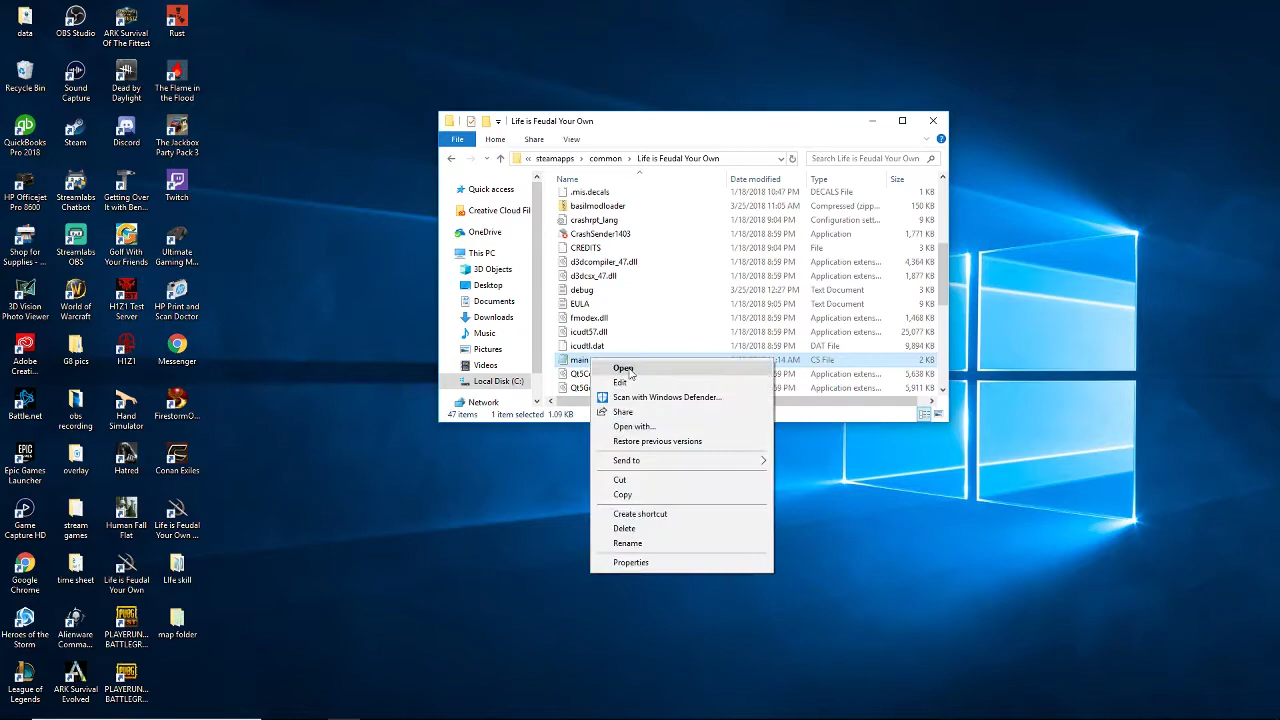 data
OBS Studio
ARK Survival
Of The Fittest
Rust
Recycle Bin
Sound
Capture
Dead by
Daylight
The Flame in
the Flood
QuickBooks
Pro 2018
Steam
Discord
The Jackbox
Party Pack 3
HP Officejet
Pro 8600
Streamlabs
Chatbot
Getting Over
it with Ben...
Twitch
Shop for
Supplies - ...
Streamlabs
OBS
Golf With
Your Friends
Ultimate
Gaming M...
3D Vision
Photo Viewer
World of
Warcraft
H1Z1 Test
Server
HP Print and
Scan Doctor
Adobe
Creati...
G8 pics
H1Z1
Messenger
Battle.net
obs
recording
Hand
Simulator
FirestormO...
Epic Games
Launcher
overlay
Hatred
Conan Exiles
Game
Capture HD
stream
games
Human Fall
Flat
Life is Feudal
Your Own ...
Google
Chrome
time sheet
Life is Feudal
Your Own
LIfe skill
Heroes of the
Storm
Alienware
Comma...
PLAYERUN...
BATTLEGR...
map folder
League of
Legends
ARK Survival
Evolved
PLAYERUN...
BATTLEGR...
Life is Feudal Your Own
File Home Share View
« steamapps > common > Life is Feudal Your Own
Search Life is Feudal Your Own
Name Date modified Type Size
Quick access
Creative Cloud Fil
OneDrive
This PC
3D Objects
Desktop
Documents
Downloads
Music
Pictures
Videos
Local Disk (C:)
Network
.mis.decals 1/18/2018 10:47 PM DECALS File 1 KB
basilmodloader 3/25/2018 11:05 AM Compressed (zipp... 150 KB
crashrpt_lang 1/18/2018 9:04 PM Configuration sett... 9 KB
CrashSender1403 1/18/2018 8:59 PM Application 1,771 KB
CREDITS 1/18/2018 9:04 PM File 3 KB
d3dcompiler_47.dll 1/18/2018 8:59 PM Application extens... 4,364 KB
d3dcsx_47.dll 1/18/2018 8:59 PM Application extens... 1,877 KB
debug 3/25/2018 12:27 PM Text Document 3 KB
EULA 1/18/2018 9:05 PM Text Document 3 KB
fmodex.dll 1/18/2018 8:59 PM Application extens... 1,468 KB
icudt57.dll 1/18/2018 8:59 PM Application extens... 25,077 KB
icudtl.dat 1/18/2018 8:59 PM DAT File 9,894 KB
main :14 AM CS File 2 KB
8:59 PM Application extens... 5,638 KB
8:59 PM Application extens... 5,911 KB
47 items 1 item selected 1.09 KB
Open
Edit
Scan with Windows Defender...
Share
Open with...
Restore previous versions
Send to
Cut
Copy
Create shortcut
Delete
Rename
Properties